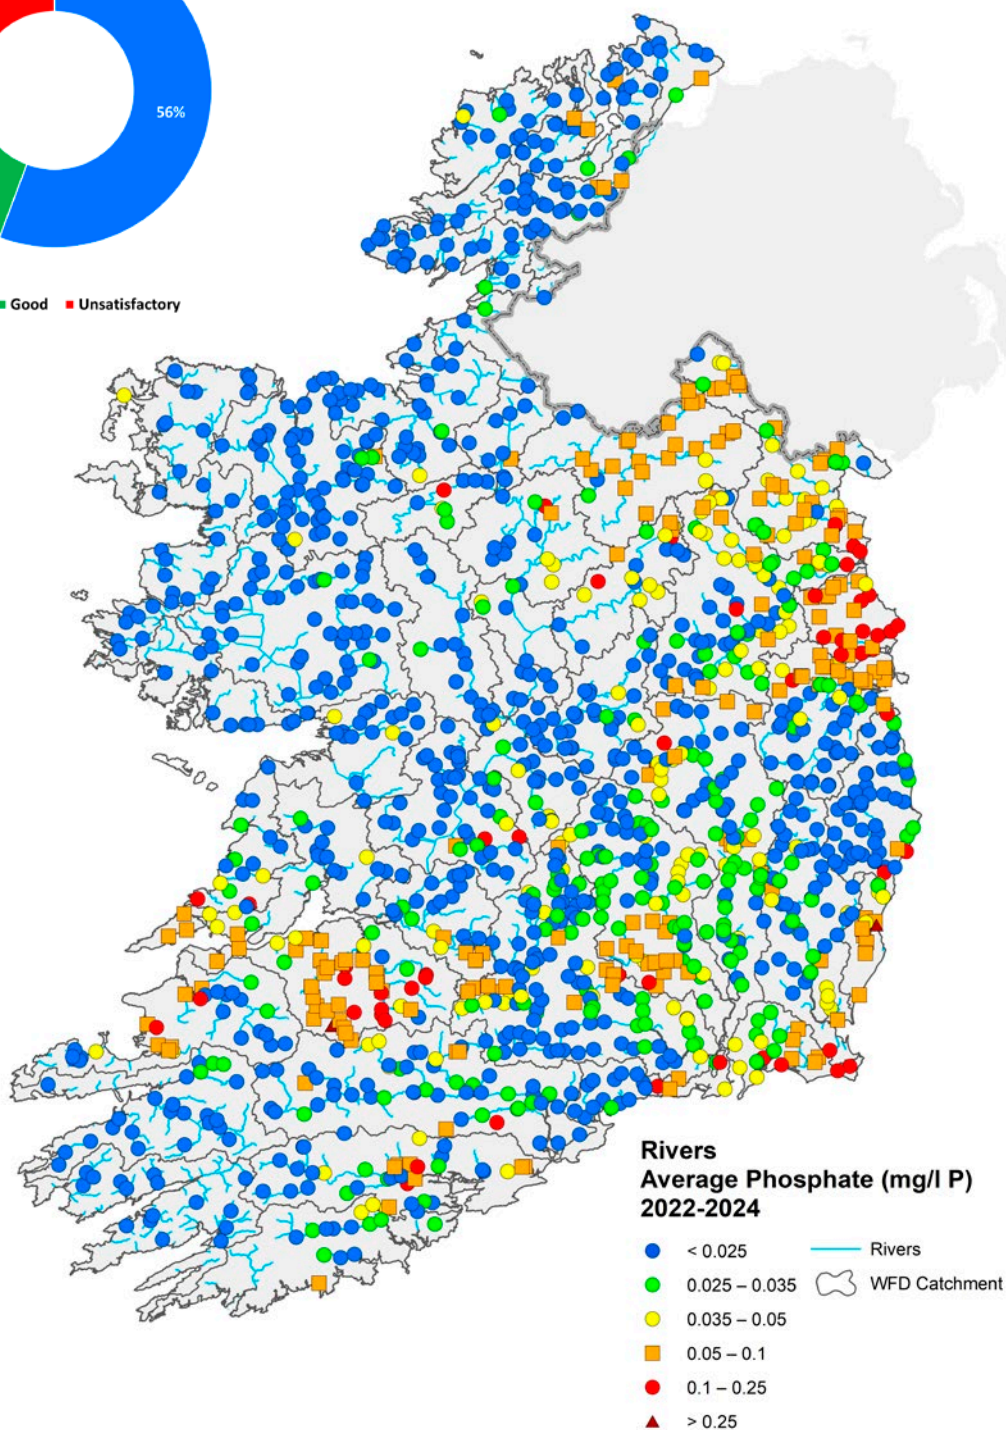 56%
Good Unsatisfactory
Rivers
Average Phosphate (mg/l P)
2022-2024
< 0.025 Rivers
0.025 – 0.035 WFD Catchment
0.035 – 0.05
0.05 – 0.1
0.1 – 0.25
> 0.25